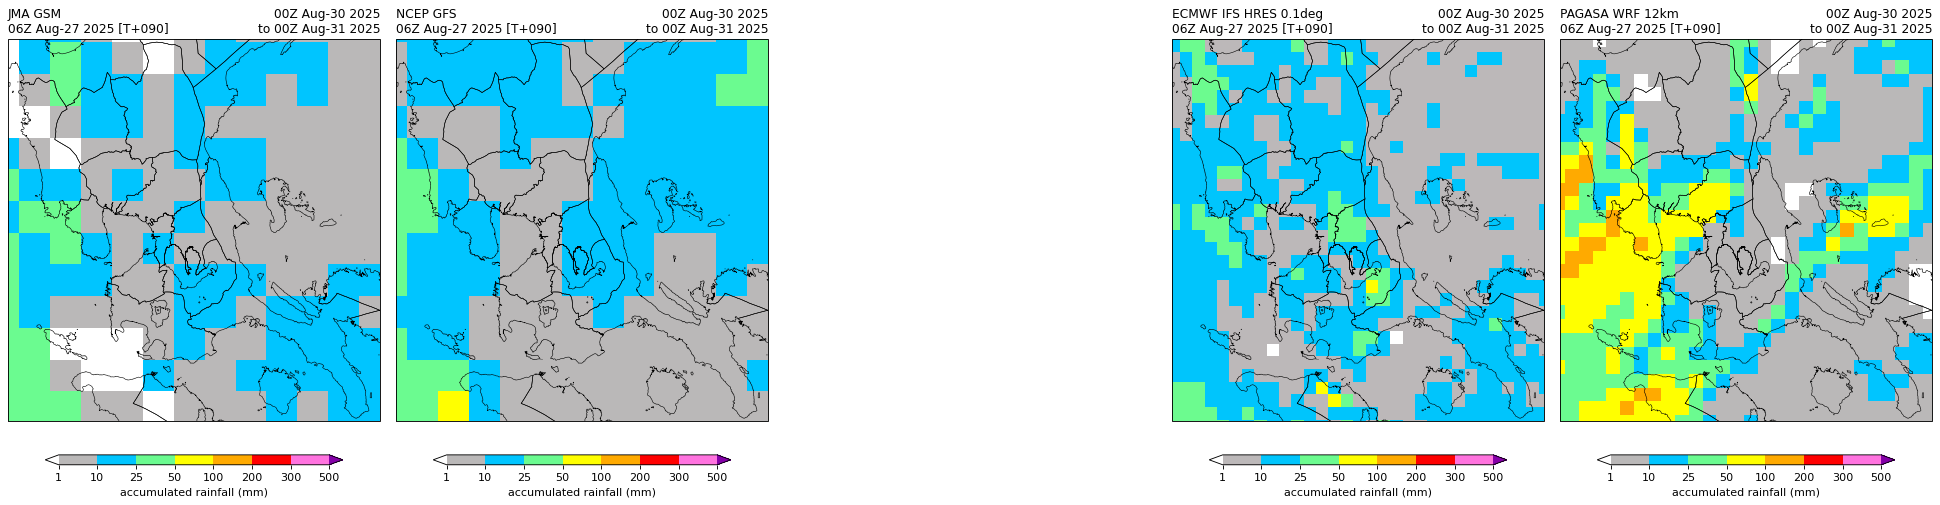 JMA GSM 00Z Aug-30 2025
06Z Aug-27 2025 [T+090] to 00Z Aug-31 2025
NCEP GFS 00Z Aug-30 2025
06Z Aug-27 2025 [T+090] to 00Z Aug-31 2025
ECMWF IFS HRES 0.1deg 00Z Aug-30 2025
06Z Aug-27 2025 [T+090] to 00Z Aug-31 2025
PAGASA WRF 12km 00Z Aug-30 2025
06Z Aug-27 2025 [T+090] to 00Z Aug-31 2025
1 10 25 50 100 200 300 500
accumulated rainfall (mm)
1 10 25 50 100 200 300 500
accumulated rainfall (mm)
1 10 25 50 100 200 300 500
accumulated rainfall (mm)
1 10 25 50 100 200 300 500
accumulated rainfall (mm)